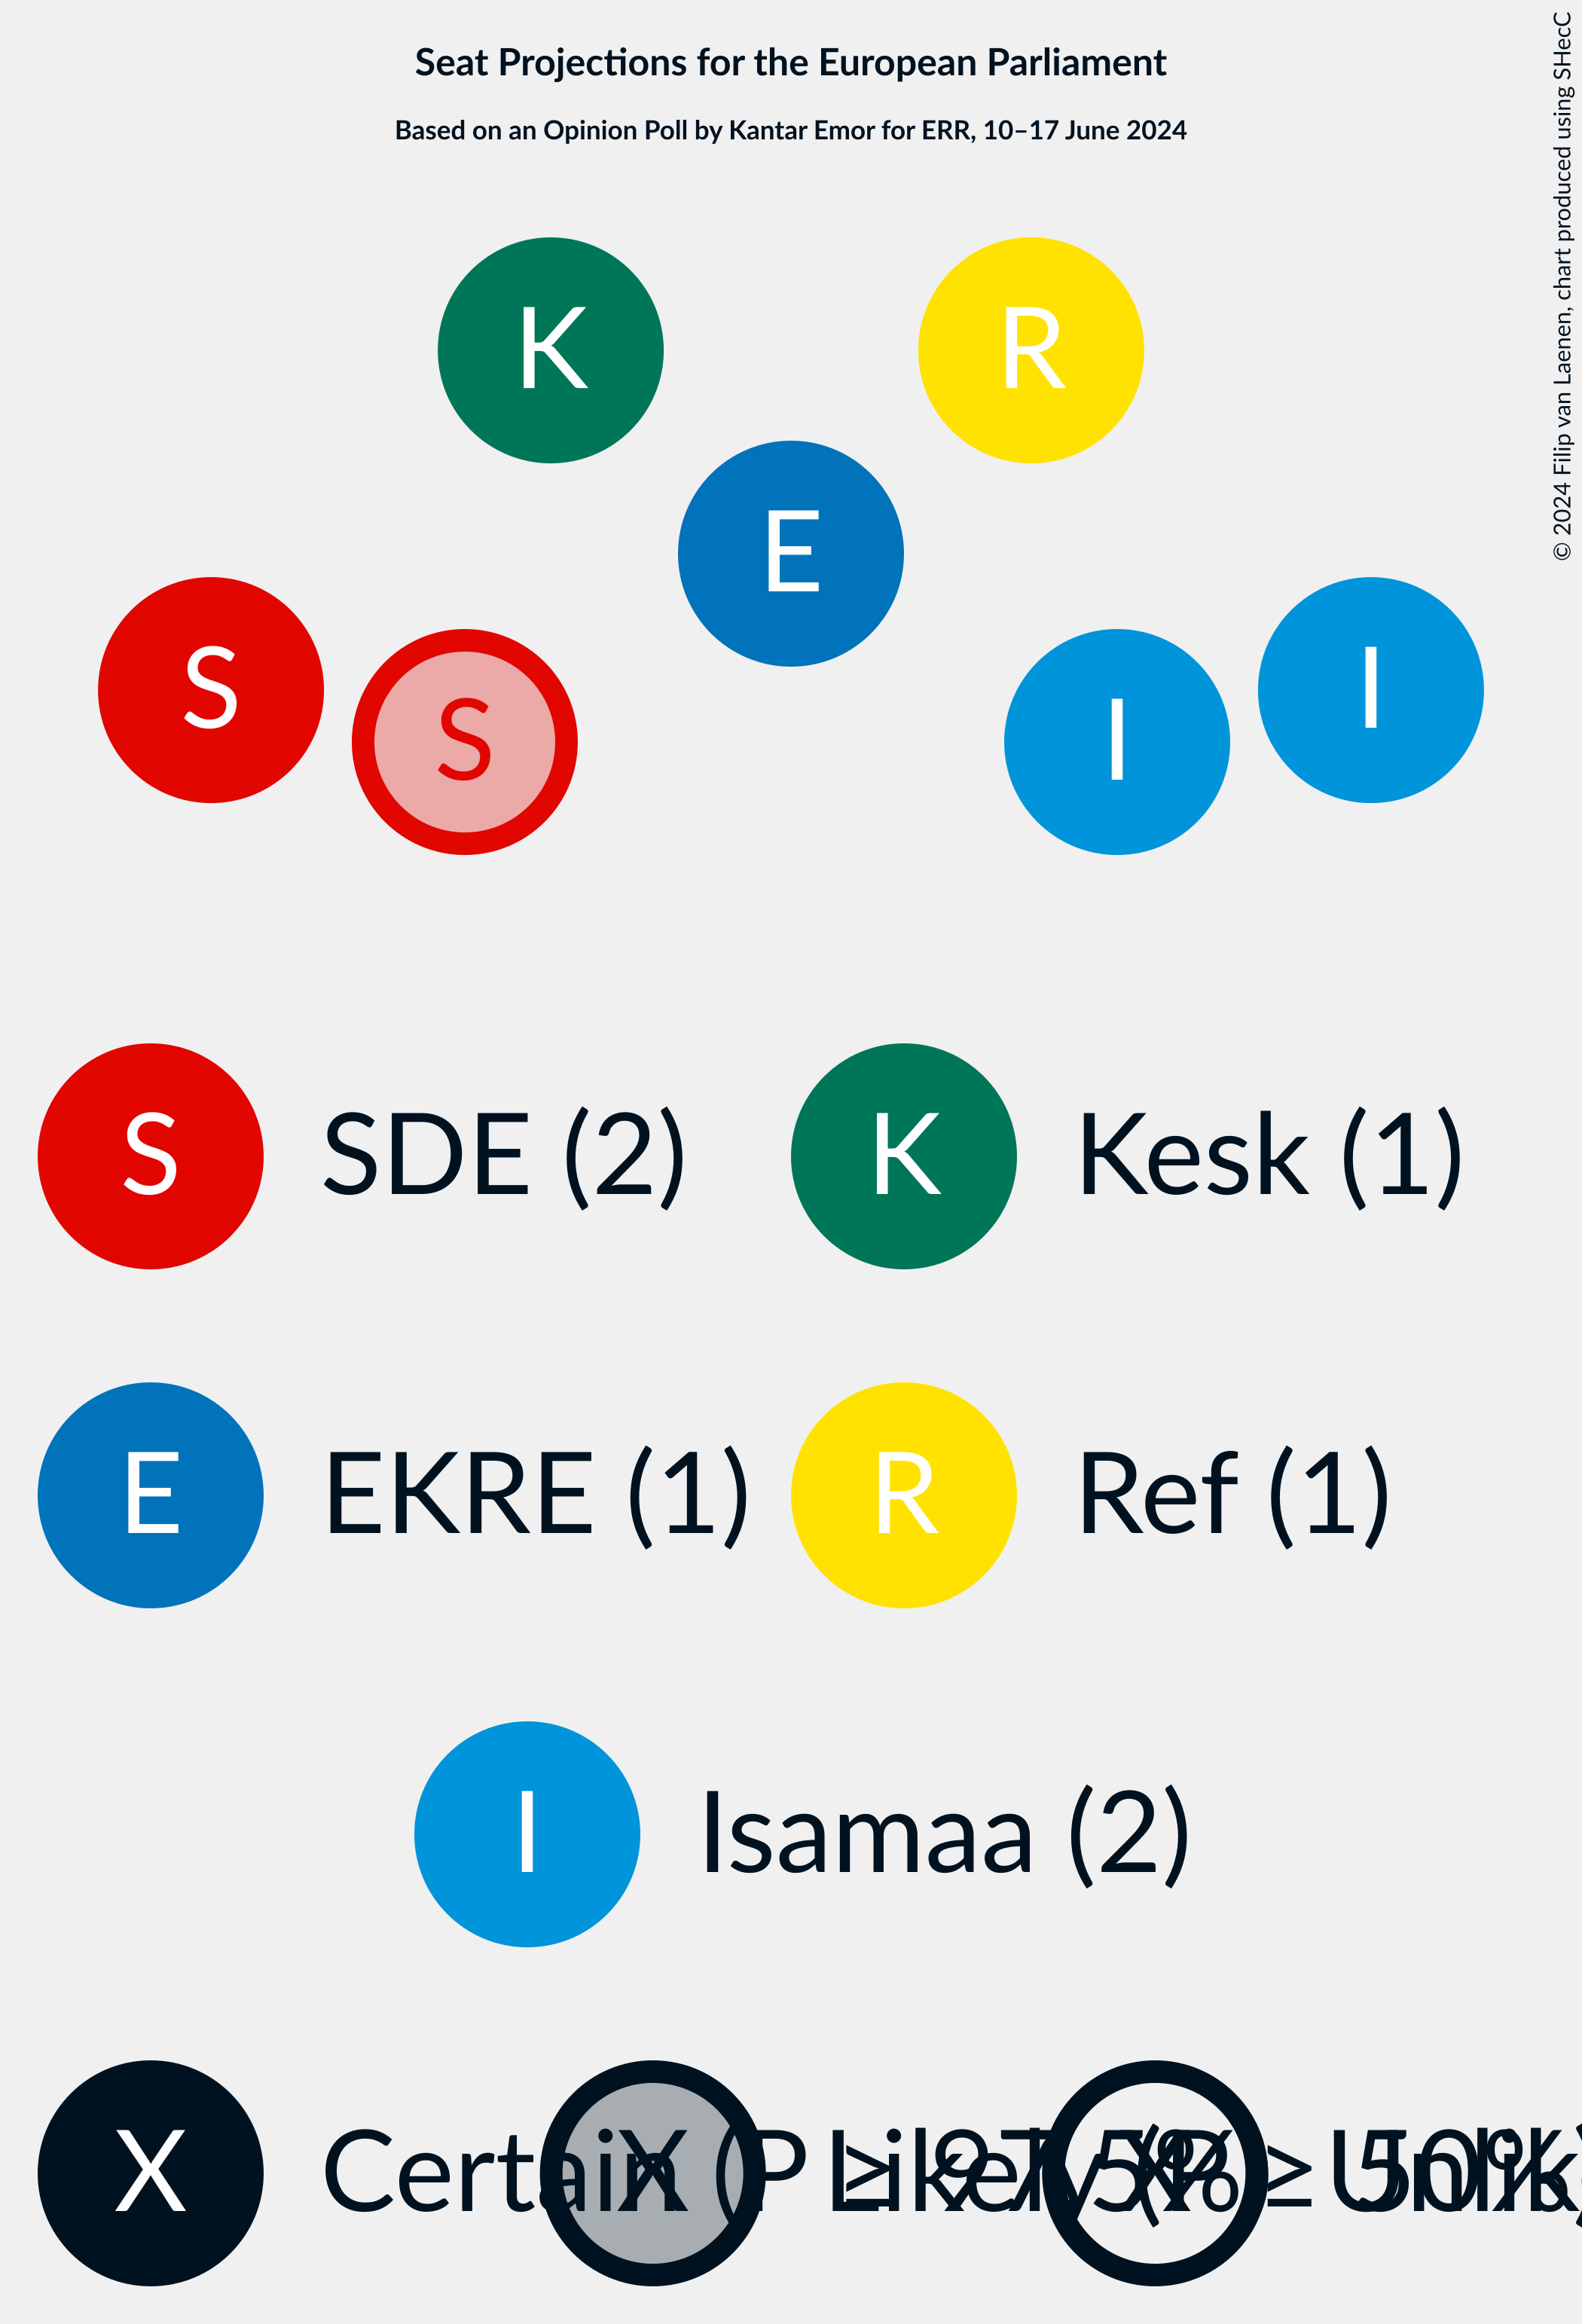 Seat Projections for the European Parliament
Based on an Opinion Poll by Kantar Emor for ERR, 10–17 June 2024
© 2024 Filip van Laenen, chart produced using SHecC
K R
E
S S I I
S SDE (2) K Kesk (1)
E EKRE (1) R Ref (1)
I Isamaa (2)
X Certain X Likely X